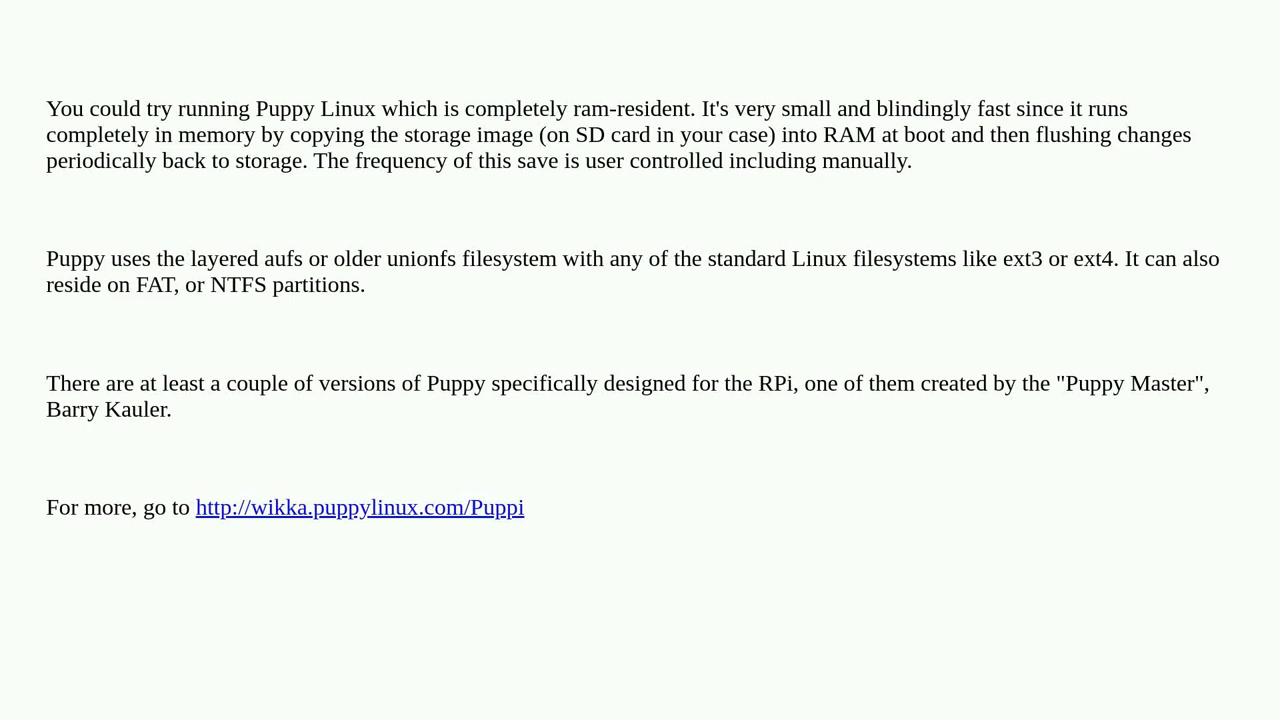 You could try running Puppy Linux which is completely ram-resident. It's very small and blindingly fast since it runs
completely in memory by copying the storage image (on SD card in your case) into RAM at boot and then flushing changes
periodically back to storage. The frequency of this save is user controlled including manually.
Puppy uses the layered aufs or older unionfs filesystem with any of the standard Linux filesystems like ext3 or ext4. It can also
reside on FAT, or NTFS partitions.
There are at least a couple of versions of Puppy specifically designed for the RPi, one of them created by the "Puppy Master",
Barry Kauler.
For more, go to http://wikka.puppylinux.com/Puppi